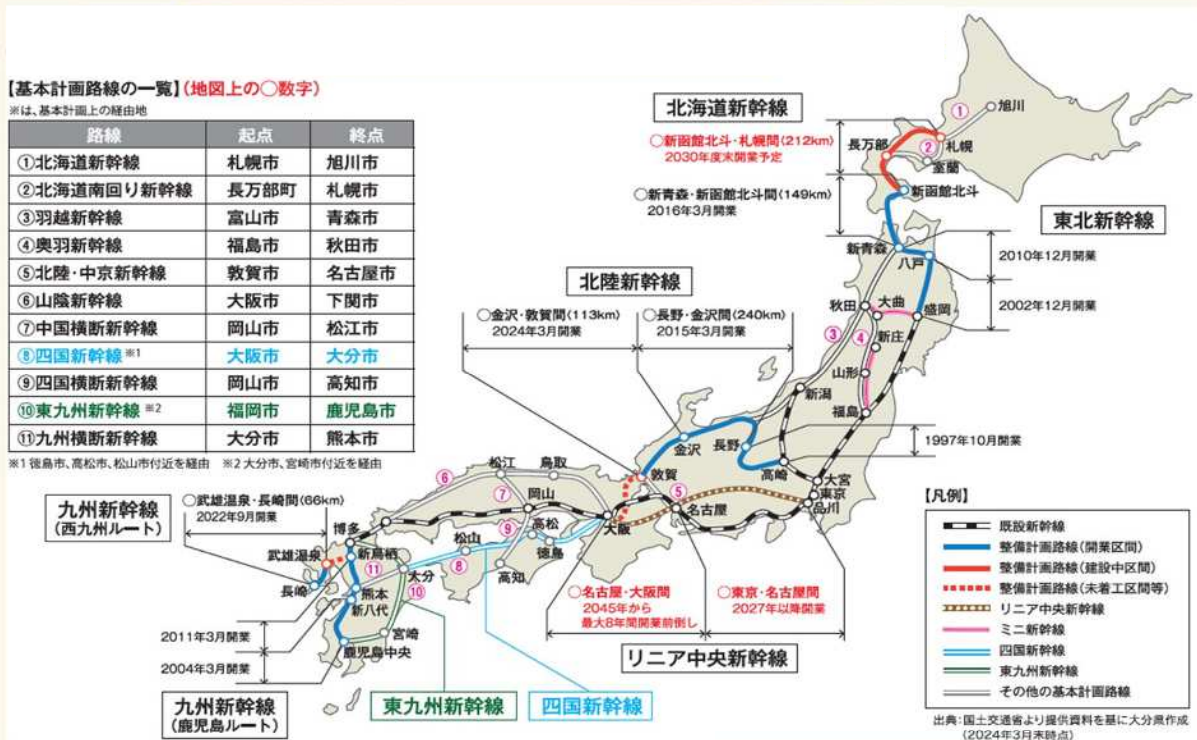 【基本計画路線の一覧】(地図上の○数字)
※は、基本計画上の経由地
路線 起点 終点
①北海道新幹線 札幌市 旭川市
②北海道南回り新幹線 長万部町 札幌市
③羽越新幹線 富山市 青森市
④奥羽新幹線 福島市 秋田市
⑤北陸・中京新幹線 敦賀市 名古屋市
⑥山陰新幹線 大阪市 下関市
⑦中国横断新幹線 岡山市 松江市
⑧四国新幹線 ※1 大阪市 大分市
⑨四国横断新幹線 岡山市 高知市
⑩東九州新幹線 ※2 福岡市 鹿児島市
⑪九州横断新幹線 大分市 熊本市
※1 徳島市、高松市、松山市付近を経由 ※2 大分市、宮崎市付近を経由
北海道新幹線
○新函館北斗・札幌間(212km)
2030年度末開業予定
○新青森・新函館北斗間(149km)
2016年3月開業
①
旭川
長万部
②
札幌
室蘭
新函館北斗
東北新幹線
新青森
八戸
2010年12月開業
2002年12月開業
北陸新幹線
○金沢・敦賀間(113km)
2024年3月開業
○長野・金沢間(240km)
2015年3月開業
秋田
大曲
盛岡
③
④
新庄
山形
新潟
福島
金沢
長野
高崎
1997年10月開業
敦賀
大宮
東京
品川
⑤
名古屋
松江
鳥取
⑥
⑦
岡山
大阪
九州新幹線
(西九州ルート)
○武雄温泉・長崎間(66km)
2022年9月開業
博多
⑨
高松
松山
徳島
武雄温泉
新鳥栖
⑪
大分
⑧
高知
長崎
熊本
⑩
新八代
宮崎
鹿児島中央
2011年3月開業
2004年3月開業
○名古屋・大阪間
2045年から
最大8年間開業前倒し
○東京・名古屋間
2027年以降開業
リニア中央新幹線
九州新幹線
(鹿児島ルート)
東九州新幹線
四国新幹線
【凡例】
既設新幹線
整備計画路線(開業区間)
整備計画路線(建設中区間)
整備計画路線(未着工区間等)
リニア中央新幹線
ミニ新幹線
四国新幹線
東九州新幹線
その他の基本計画路線
出典:国土交通省より提供資料を基に大分県作成
(2024年3月末時点)